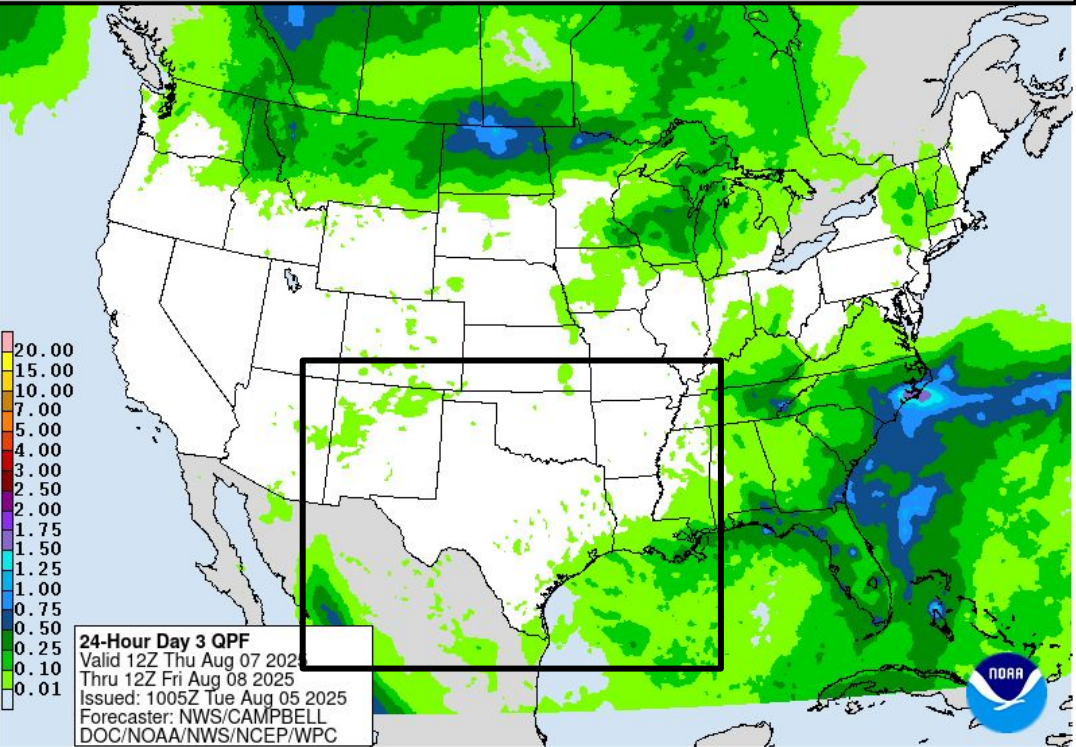 20.00
15.00
10.00
7.00
5.00
4.00
3.00
2.50
2.00
1.75
1.50
1.25
1.00
0.75
0.50
0.25
0.10
0.01
24-Hour Day 3 QPF
Valid 12Z Thu Aug 07 2025
Thru 12Z Fri Aug 08 2025
Issued: 1005Z Tue Aug 05 2025
Forecaster: NWS/CAMPBELL
DOC/NOAA/NWS/NCEP/WPC
NOAA